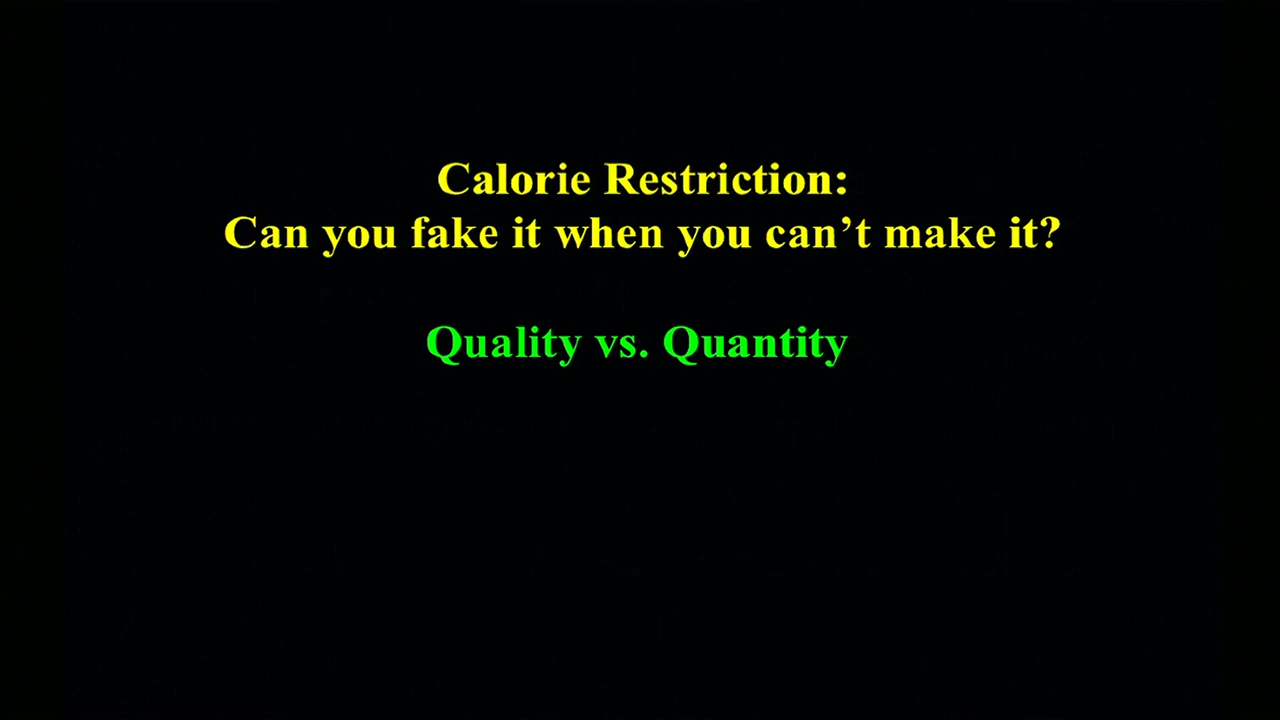 Calorie Restriction:
Can you fake it when you can’t make it?
Quality vs. Quantity